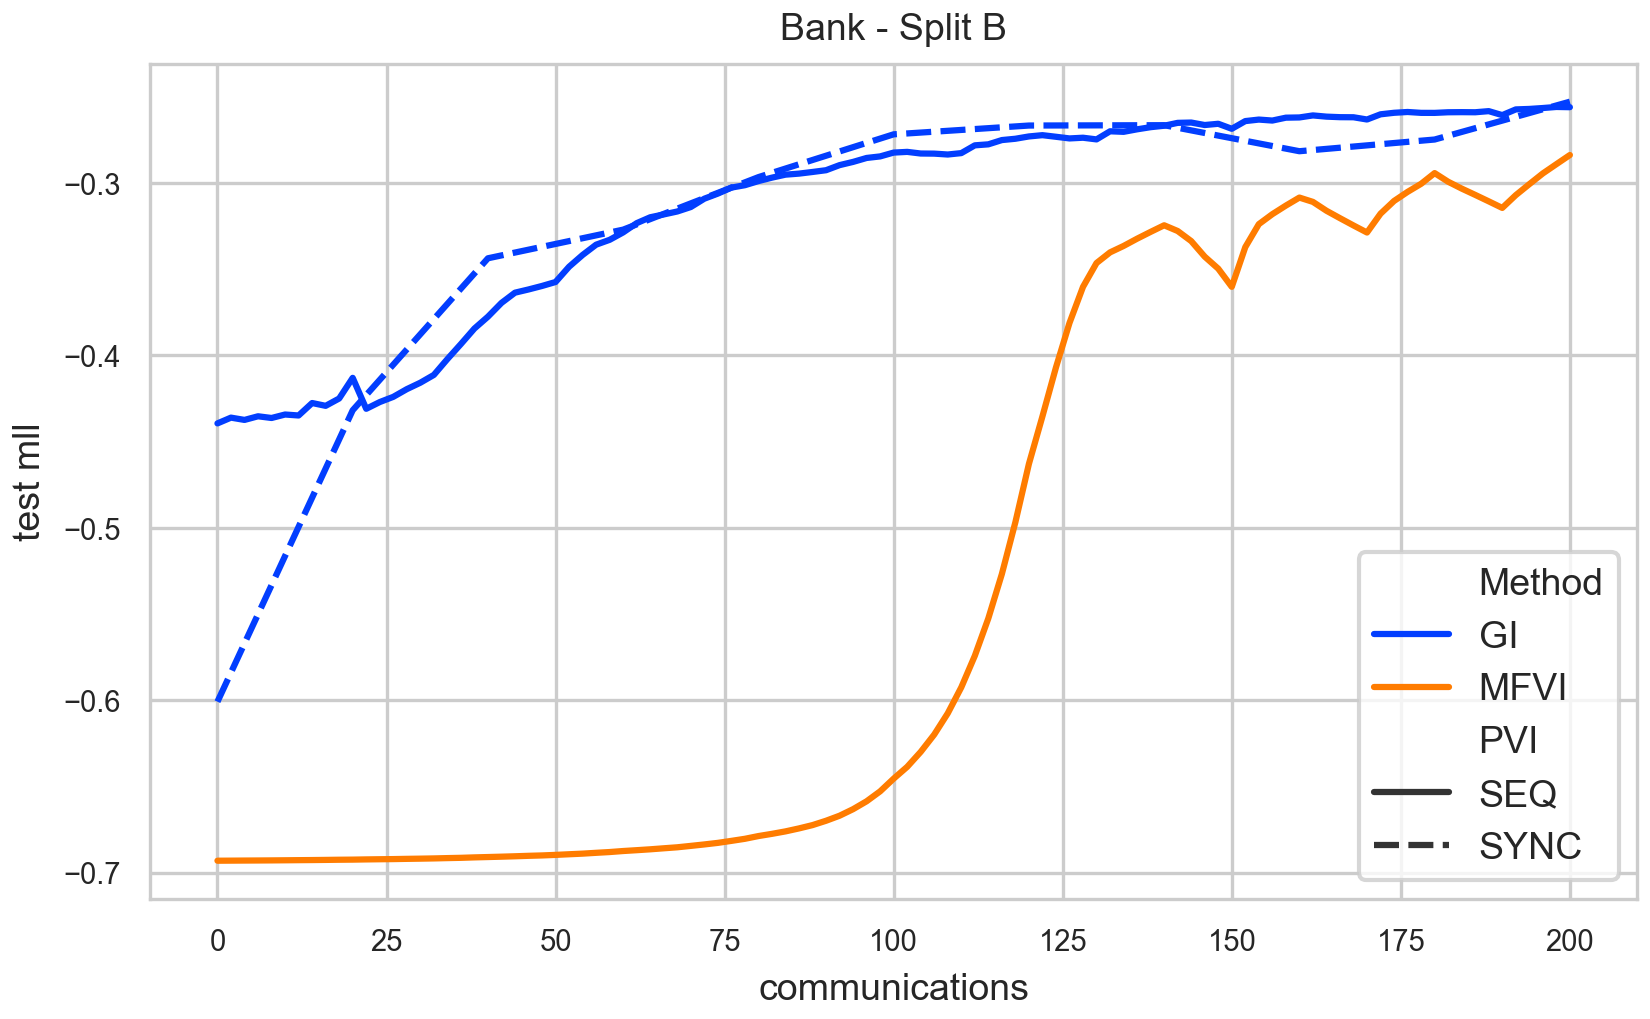 Bank - Split B
test mll
−0.3
−0.4
−0.5
−0.6
−0.7
Method
GI
MFVI
PVI
SEQ
SYNC
0 25 50 75 100 125 150 175 200
communications